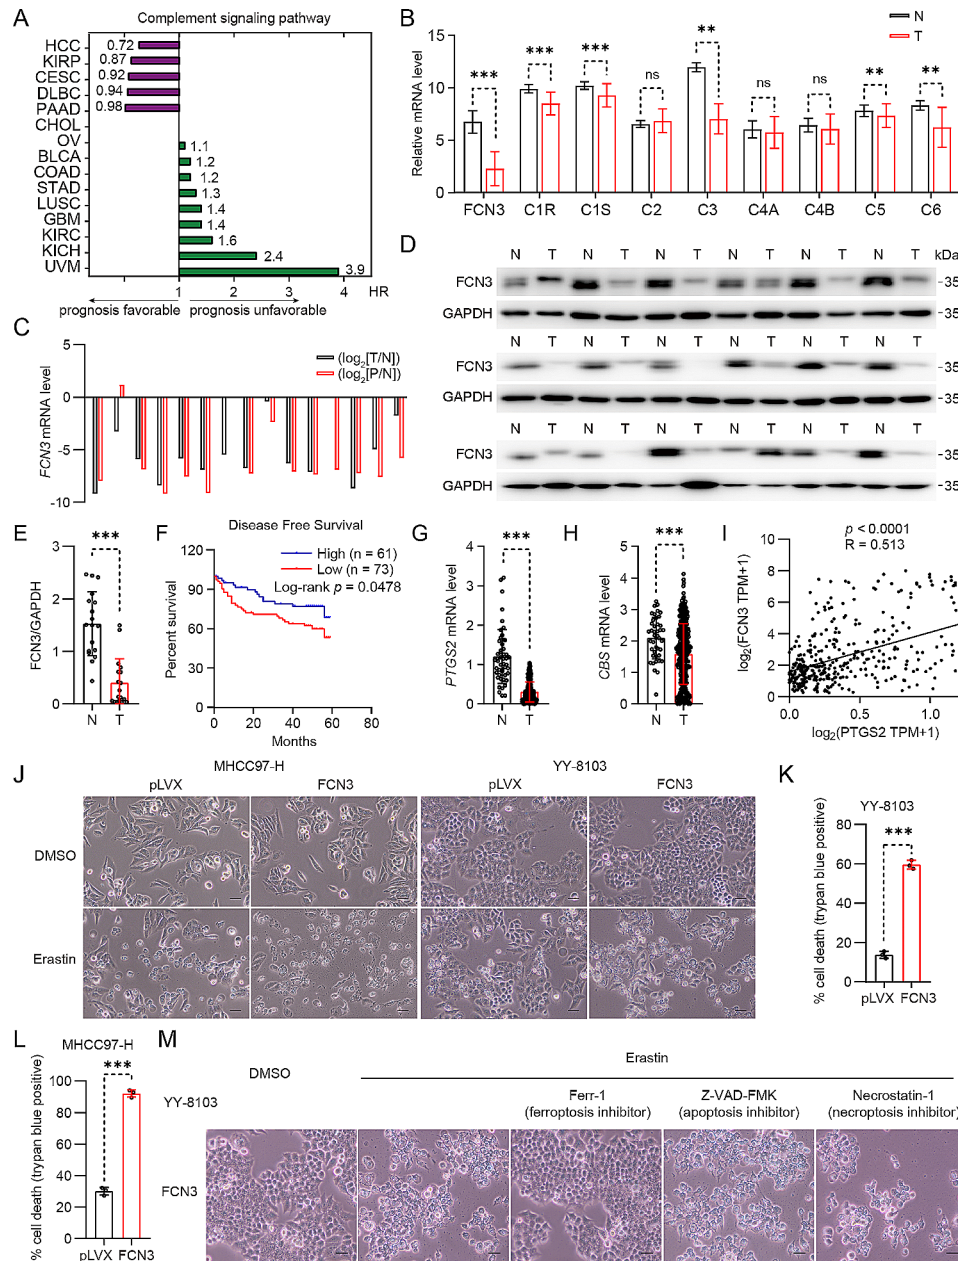 A
Complement signaling pathway
HCC 0.72
KIRP 0.87
CESC 0.92
DLBC 0.94
PAAD 0.98
CHOL
OV 1.1
BLCA 1.2
COAD 1.2
STAD 1.3
LUSC 1.4
GBM 1.4
KIRC 1.6
KICH 2.4
UVM 3.9
1 2 3 4 HR
prognosis favorable prognosis unfavorable
B
N
T
Relative mRNA level
15
10
5
0
*** *** *** ns ** ns ns ** **
FCN3 C1R C1S C2 C3 C4A C4B C5 C6
C
(log2[T/N])
(log2[P/N])
FCN3 mRNA level
5
0
-5
-10
D
N T N T N T N T N T N T kDa
FCN3 -35
GAPDH -35
N T N T N T N T N T N T
FCN3 -35
GAPDH -35
N T N T N T N T N T N T
FCN3 -35
GAPDH -35
E
***
FCN3/GAPDH
3
2
1
0
N T
F
Disease Free Survival
High (n = 61)
Low (n = 73)
Log-rank p = 0.0478
Percent survival
120
90
60
30
0
0 20 40 60 80
Months
G
***
PTGS2 mRNA level
4
3
2
1
0
N T
H
***
CBS mRNA level
5
4
3
2
1
0
N T
I
p < 0.0001
R = 0.513
log2(FCN3 TPM+1)
10
8
6
4
2
0
0.0 0.5 1.0
log2(PTGS2 TPM+1)
J
MHCC97-H YY-8103
pLVX FCN3 pLVX FCN3
DMSO
Erastin
K
YY-8103
***
% cell death (trypan blue positive)
80
60
40
20
0
pLVX FCN3
L
MHCC97-H
***
% cell death (trypan blue positive)
100
80
60
40
20
0
pLVX FCN3
M
Erastin
DMSO
Ferr-1 Z-VAD-FMK Necrostatin-1
YY-8103
(ferroptosis inhibitor) (apoptosis inhibitor) (necroptosis inhibitor)
FCN3